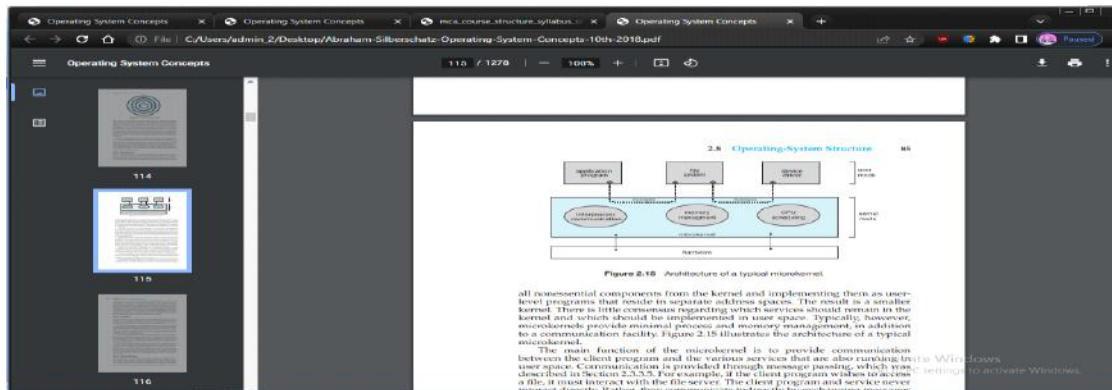 Operating System Concepts
Operating System Concepts
mca_course_structure_syllabus
Operating System Concepts
File
C:/Users/admin_2/Desktop/Abraham-Silberschatz-Operating-System-Concepts-10th-2018.pdf
Paused
Operating System Concepts
115 / 1278
100%
114
115
116
2.8 Operating-System Structure 85
application program
file system
device driver
user mode
interprocess communication
memory managment
CPU scheduling
kernel mode
microkernel
hardware
Figure 2.15 Architecture of a typical microkernel.
all nonessential components from the kernel and implementing them as user-
level programs that reside in separate address spaces. The result is a smaller
kernel. There is little consensus regarding which services should remain in the
kernel and which should be implemented in user space. Typically, however,
microkernels provide minimal process and memory management, in addition
to a communication facility. Figure 2.15 illustrates the architecture of a typical
microkernel.
The main function of the microkernel is to provide communication
between the client program and the various services that are also running in
user space. Communication is provided through message passing, which was
described in Section 2.3.3.5. For example, if the client program wishes to access
a file, it must interact with the file server. The client program and service never
Windows
settings to activate Windows.